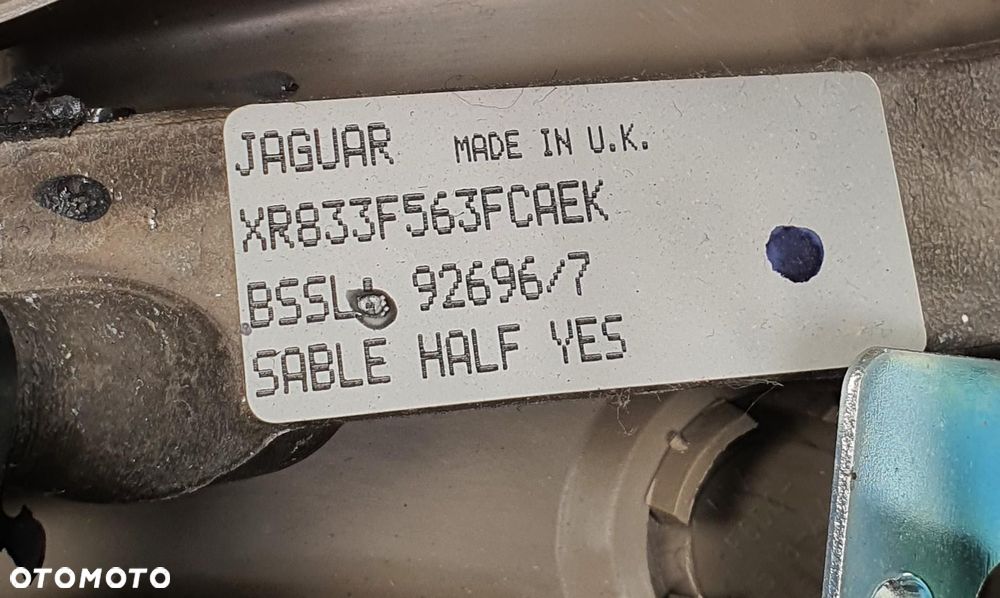 JAGUAR MADE IN U.K.
XR833F563FCAEK
BSSL 92696/7
SABLE HALF YES
OTOMOTO